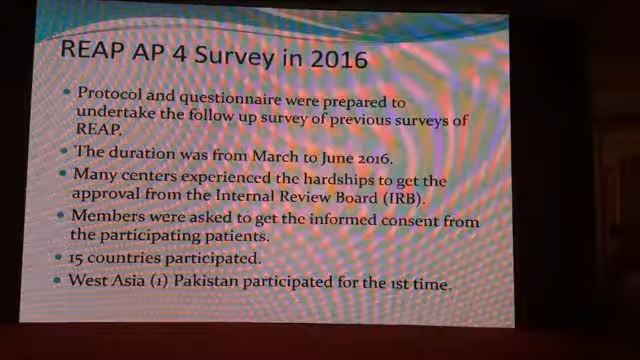 REAP AP 4 Survey in 2016
Protocol and questionnaire were prepared to
undertake the follow up survey of previous surveys of
REAP.
The duration was from March to June 2016.
Many centers experienced the hardships to get the
approval from the Internal Review Board (IRB).
Members were asked to get the informed consent from
the participating patients.
15 countries participated.
West Asia (1) Pakistan participated for the 1st time.